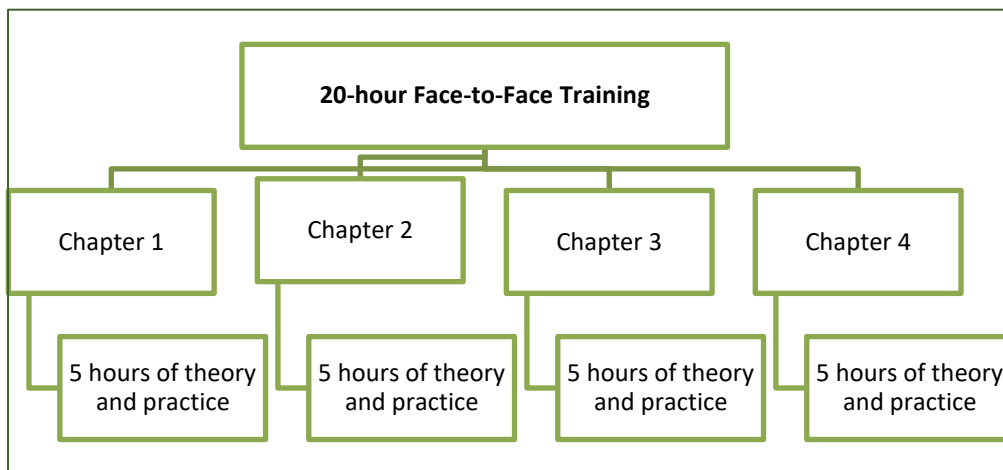 20-hour Face-to-Face Training
Chapter 1
Chapter 2
Chapter 3
Chapter 4
5 hours of theory
and practice
5 hours of theory
and practice
5 hours of theory
and practice
5 hours of theory
and practice